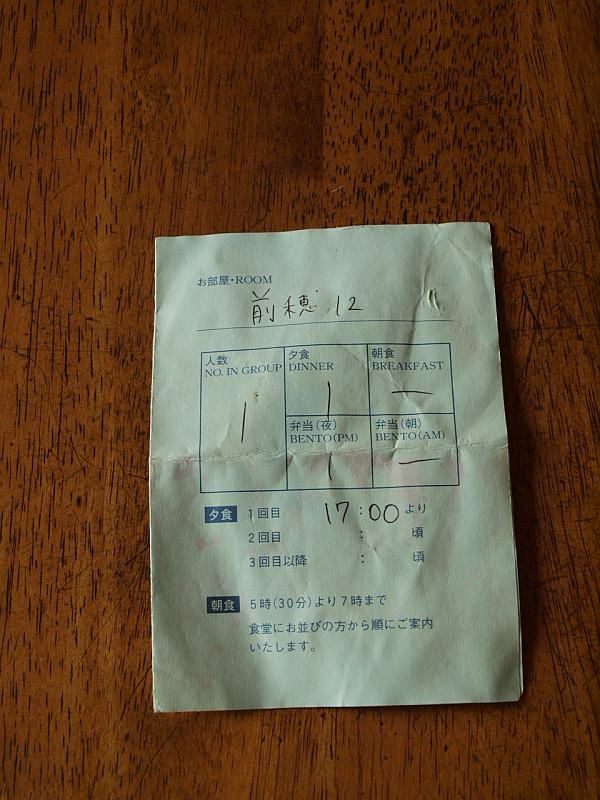 お部屋・ROOM
前穂 12
人数 夕食 朝食
NO. IN GROUP DINNER BREAKFAST
1 1 —
弁当(夜) 弁当(朝)
BENTO(PM) BENTO(AM)
1 —
夕食 1回目 17:00より
2回目 : 頃
3回目以降 : 頃
朝食 5時(30分)より7時まで
食堂にお並びの方から順にご案内
いたします。